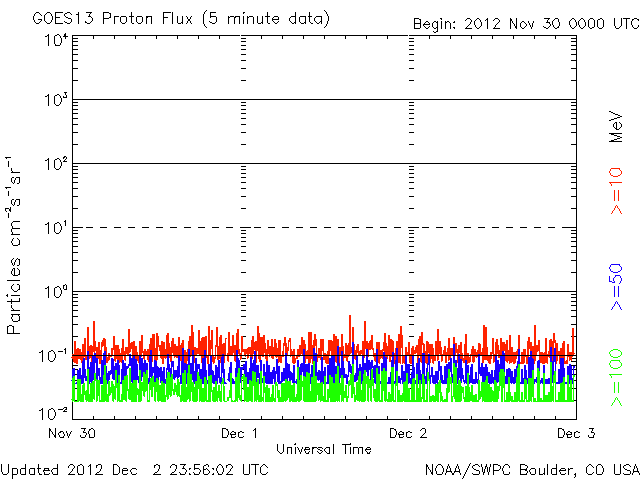 GOES13 Proton Flux (5 minute data)
Begin: 2012 Nov 30 0000 UTC
10⁴
10³
10²
10¹
10⁰
10⁻¹
10⁻²
Particles cm⁻²s⁻¹sr⁻¹
MeV
>=10
>=50
>=100
Nov 30 Dec 1 Dec 2 Dec 3
Universal Time
Updated 2012 Dec 2 23:56:02 UTC
NOAA/SWPC Boulder, CO USA